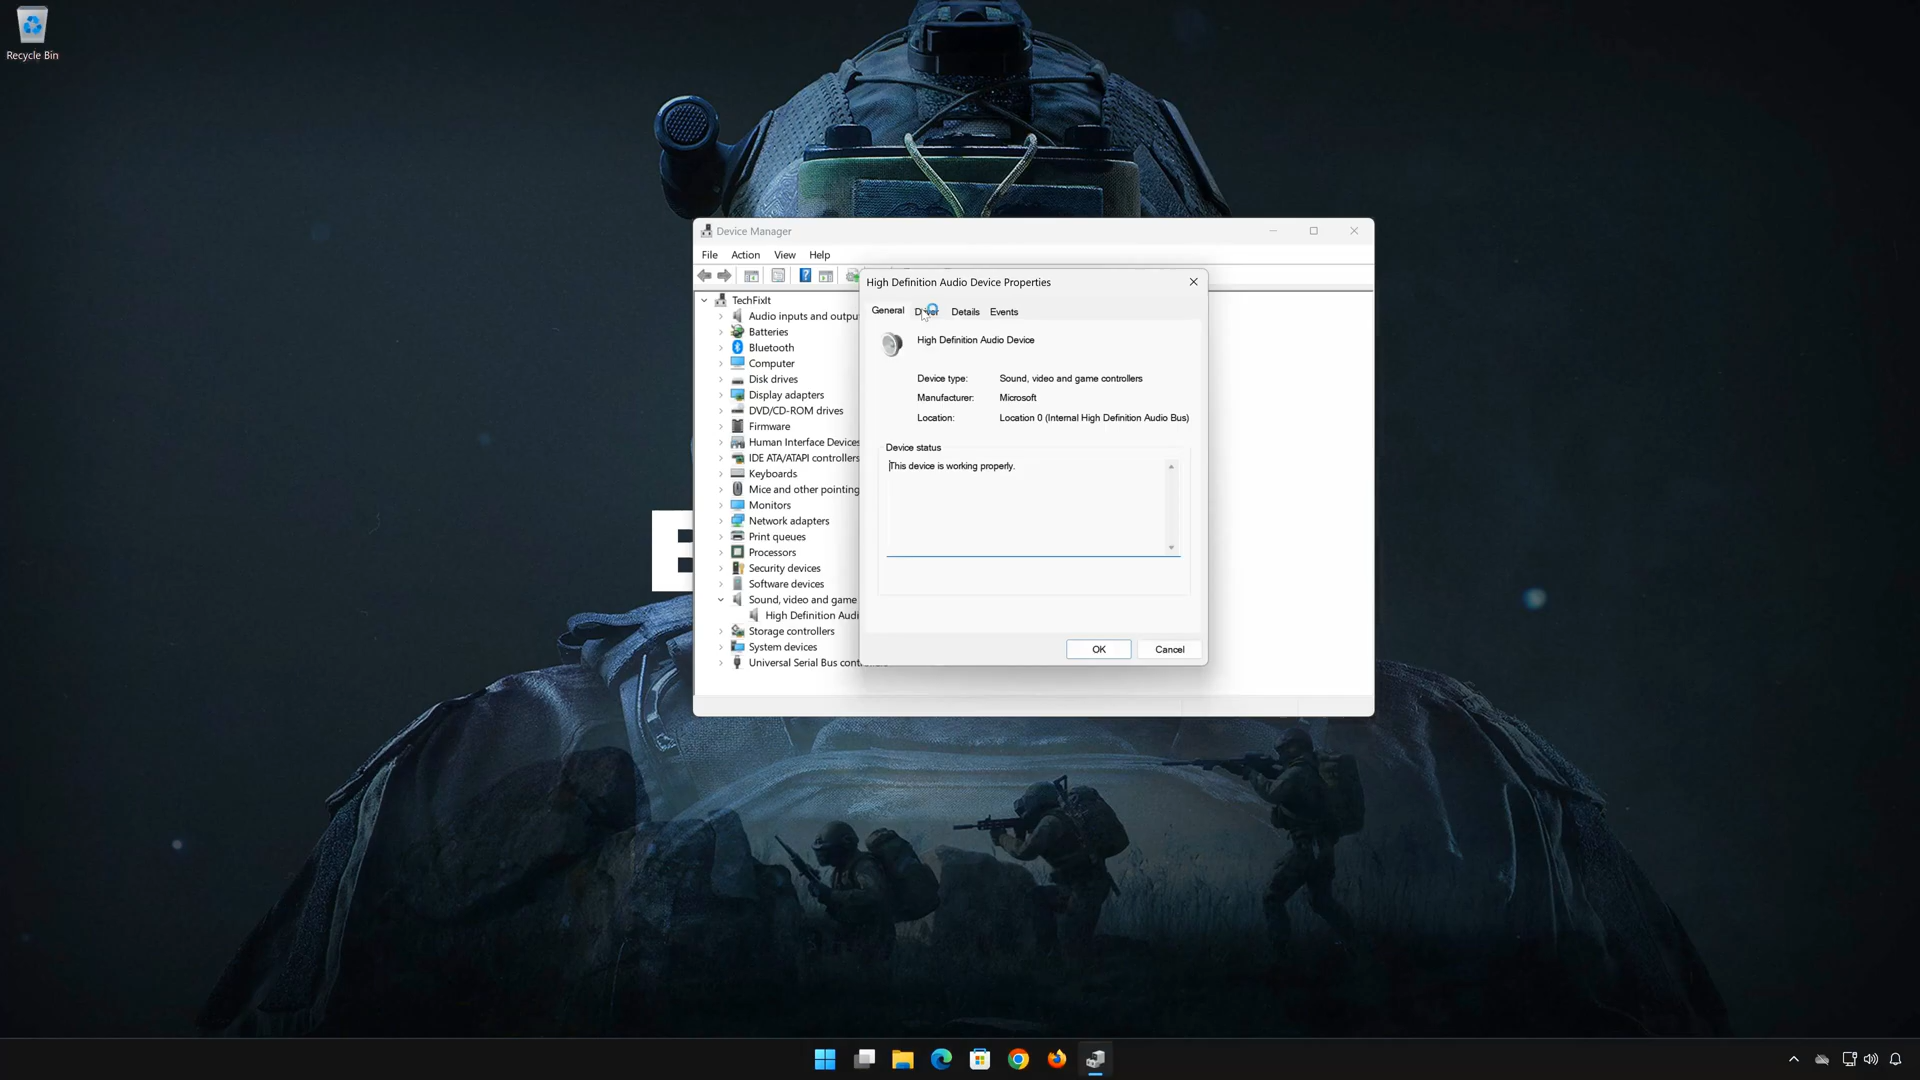 Recycle Bin
Device Manager
File Action View Help
High Definition Audio Device Properties
General Driver Details Events
High Definition Audio Device
Device type: Sound, video and game controllers
Manufacturer: Microsoft
Location: Location 0 (Internal High Definition Audio Bus)
Device status
This device is working properly.
OK Cancel
TechFixIt
Audio inputs and outpu
Batteries
Bluetooth
Computer
Disk drives
Display adapters
DVD/CD-ROM drives
Firmware
Human Interface Devices
IDE ATA/ATAPI controllers
Keyboards
Mice and other pointing
Monitors
Network adapters
Print queues
Processors
Security devices
Software devices
Sound, video and game
High Definition Audi
Storage controllers
System devices
Universal Serial Bus cont
E